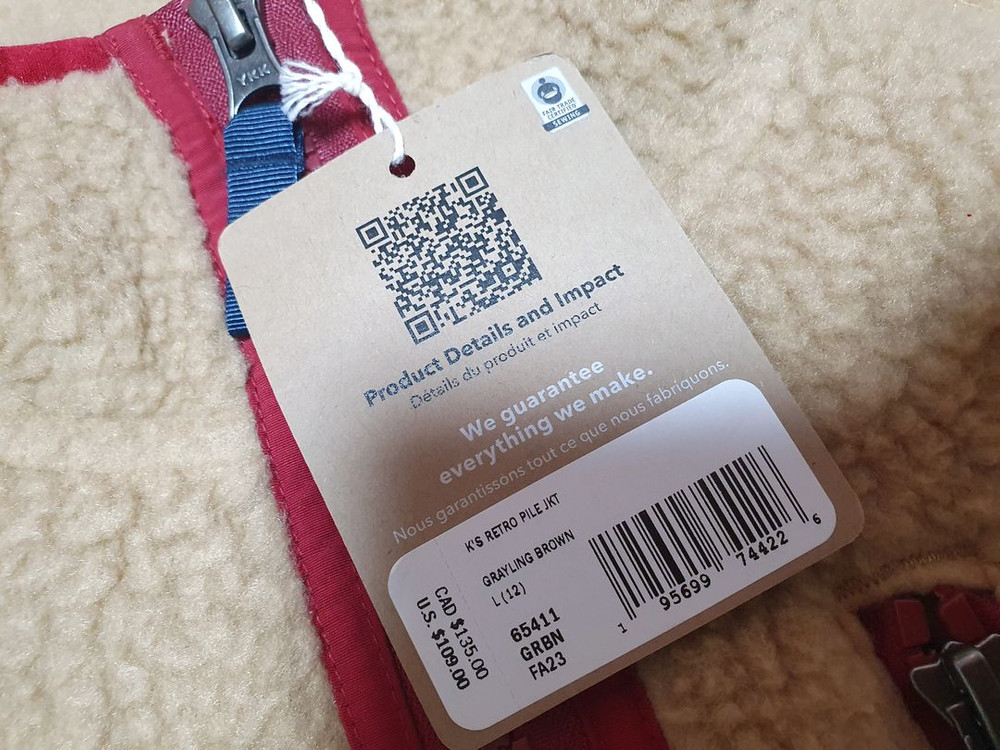 YKK
FAIR TRADE
CERTIFIED
SEWING
Product Details and Impact
Détails du produit et impact
We guarantee
everything we make.
Nous garantissons tout ce que nous fabriquons.
K'S RETRO PILE JKT
GRAYLING BROWN
L (12)
65411
GRBN
FA23
CAD $135.00
U.S. $109.00
1 95699 74422 6